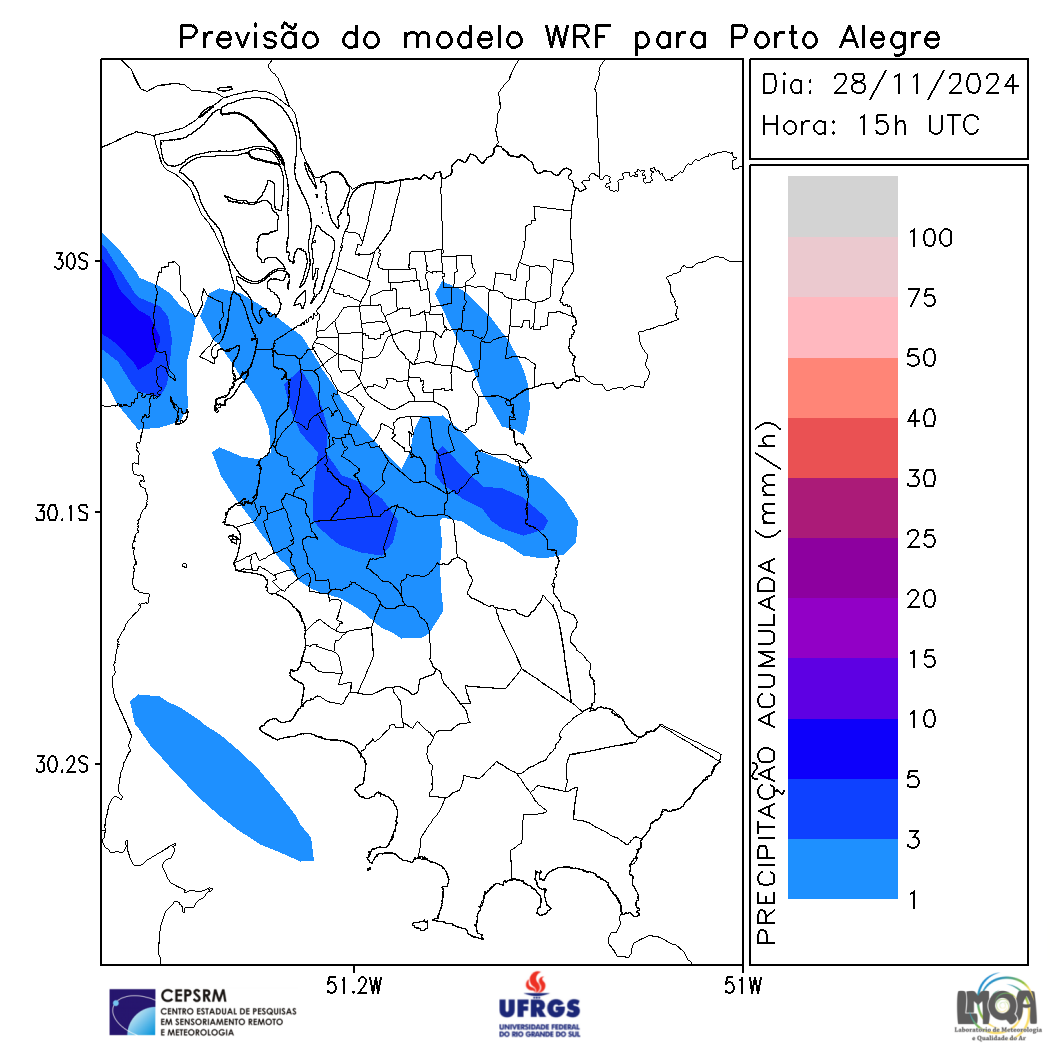 Previsão do modelo WRF para Porto Alegre
Dia: 28/11/2024
Hora: 15h UTC
30S
30.1S
30.2S
51.2W
51W
PRECIPITAÇÃO ACUMULADA (mm/h)
100
75
50
40
30
25
20
15
10
5
3
1
CEPSRM
CENTRO ESTADUAL DE PESQUISAS
EM SENSORIAMENTO REMOTO
E METEOROLOGIA
UFRGS
UNIVERSIDADE FEDERAL
DO RIO GRANDE DO SUL
LMQA
Laboratório de Meteorologia
e Qualidade do Ar